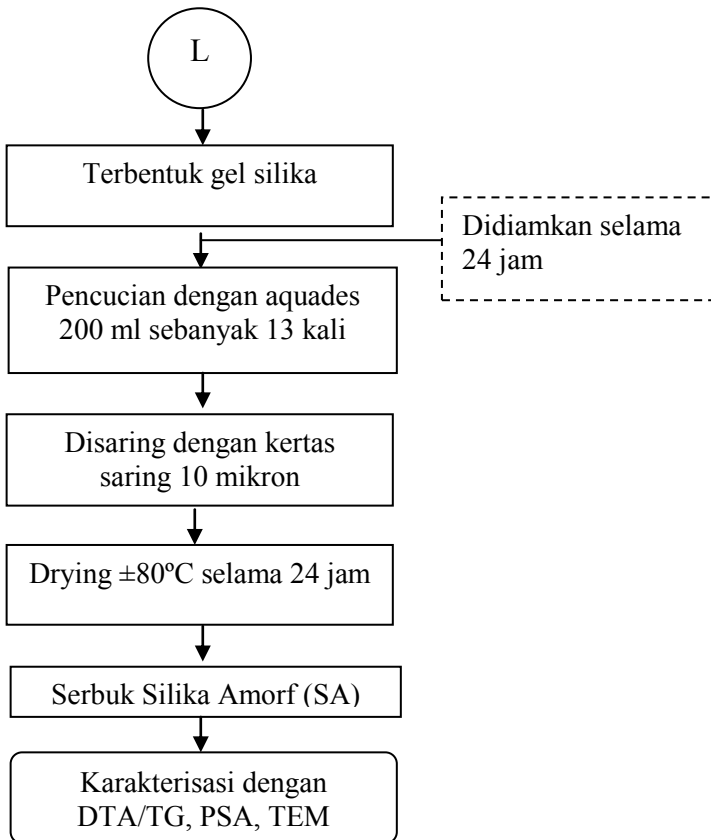 L
Terbentuk gel silika
Didiamkan selama
24 jam
Pencucian dengan aquades
200 ml sebanyak 13 kali
Disaring dengan kertas
saring 10 mikron
Drying ±80ºC selama 24 jam
Serbuk Silika Amorf (SA)
Karakterisasi dengan
DTA/TG, PSA, TEM